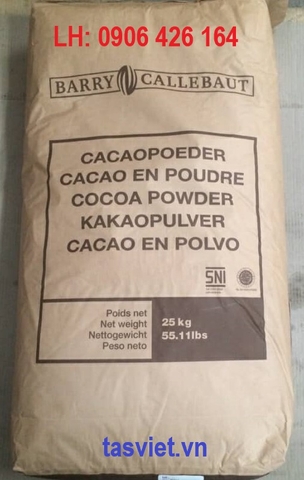 LH: 0906 426 164
BARRY CALLEBAUT
CACAOPOEDER
CACAO EN POUDRE
COCOA POWDER
KAKAOPULVER
CACAO EN POLVO
SNI
Poids net
Net weight 25 kg
Nettogewicht 55.11lbs
Peso neto
tasviet.vn